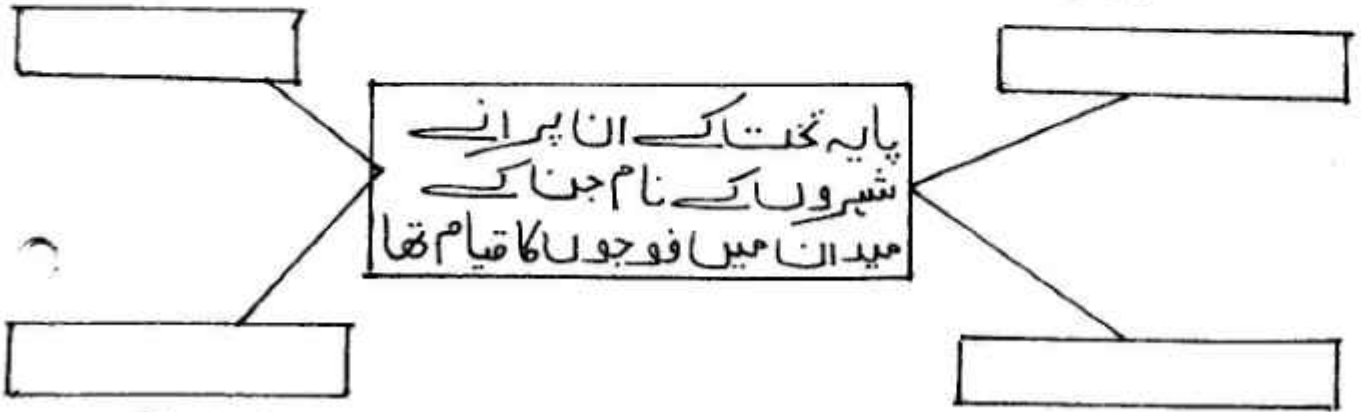 پایہ تخت کے ان پرانے
شہروں کے نام جن کے
میدان میں فوجوں کا قیام تھا